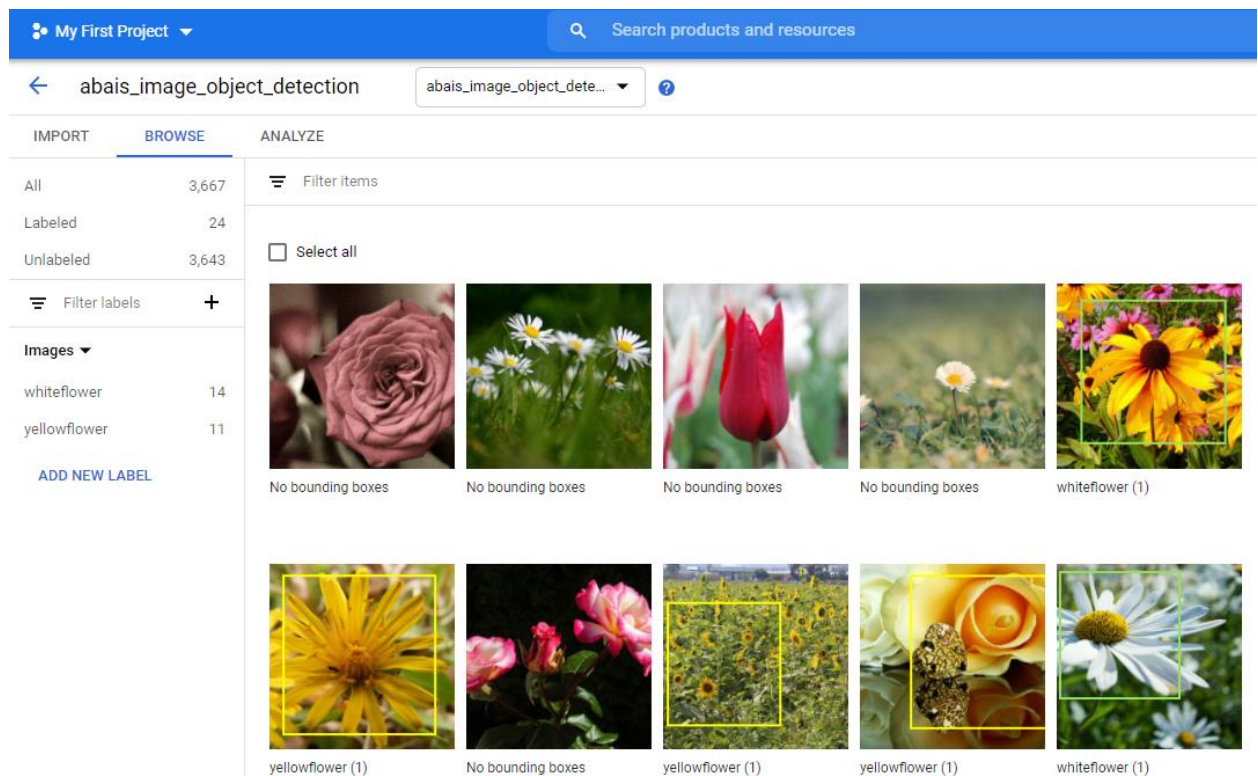 My First Project
Search products and resources
abais_image_object_detection
abais_image_object_dete...
?
IMPORT
BROWSE
ANALYZE
All 3,667
Labeled 24
Unlabeled 3,643
Filter labels
Images
whiteflower 14
yellowflower 11
ADD NEW LABEL
Filter items
Select all
No bounding boxes
No bounding boxes
No bounding boxes
No bounding boxes
whiteflower (1)
yellowflower (1)
No bounding boxes
yellowflower (1)
yellowflower (1)
whiteflower (1)